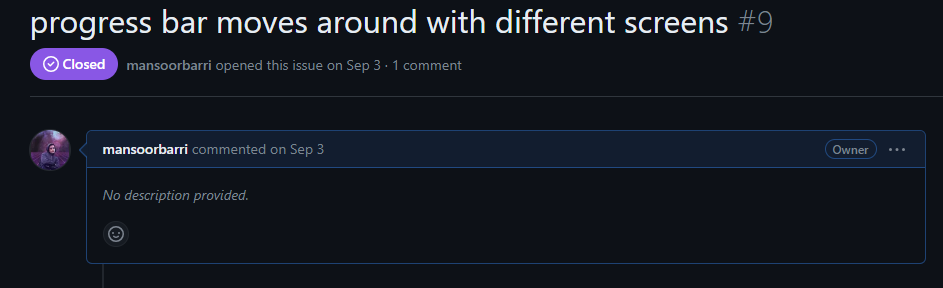 progress bar moves around with different screens #9
Closed mansoorbarri opened this issue on Sep 3 · 1 comment
mansoorbarri commented on Sep 3 Owner ...
No description provided.